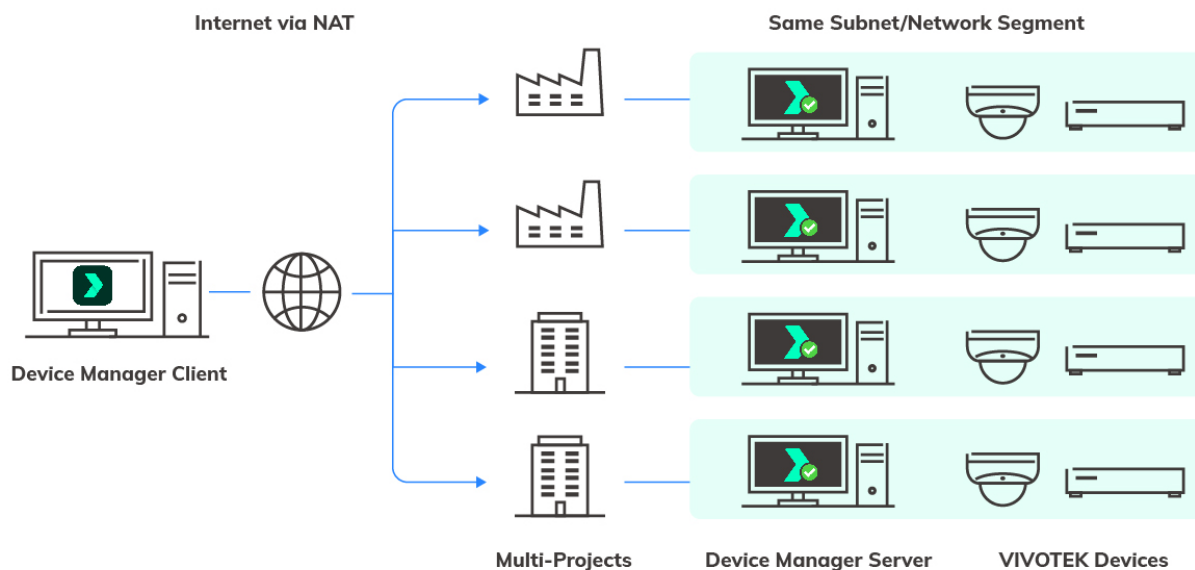 Internet via NAT
Same Subnet/Network Segment
Device Manager Client
Multi-Projects
Device Manager Server
VIVOTEK Devices